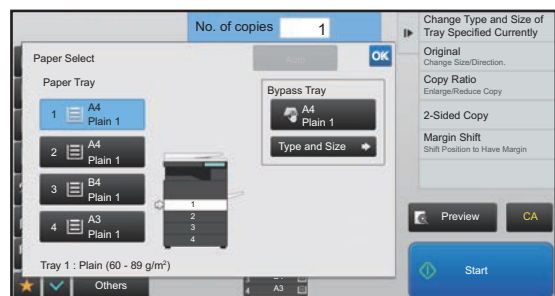 No. of copies 1
Paper Select
Auto
OK
Paper Tray
1 A4
Plain 1
2 A4
Plain 1
3 B4
Plain 1
4 A3
Plain 1
1
2
3
4
Bypass Tray
A4
Plain 1
Type and Size
Tray 1 : Plain (60 - 89 g/m²)
Others
4 A3
Change Type and Size of
Tray Specified Currently
Original
Change Size/Direction.
Copy Ratio
Enlarge/Reduce Copy
2-Sided Copy
Margin Shift
Shift Position to Have Margin
Preview
CA
Start